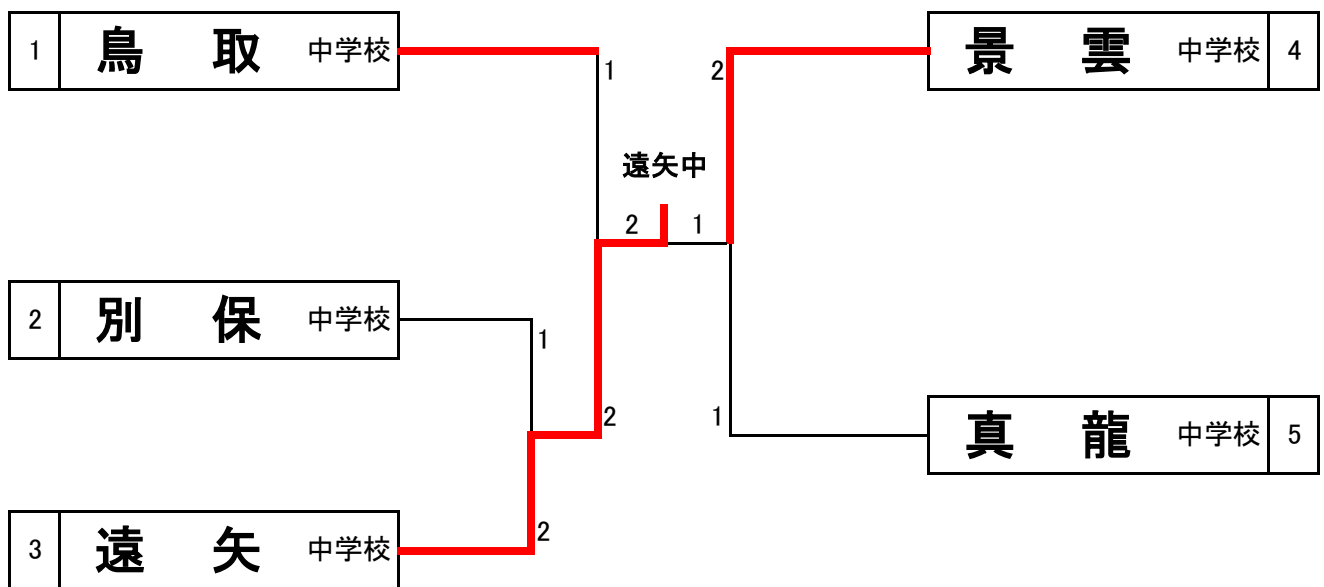 1 鳥 取 中学校
景 雲 中学校 4
1
2
遠矢中
2 1
2 別 保 中学校
1
2
1
真 龍 中学校 5
2
3 遠 矢 中学校